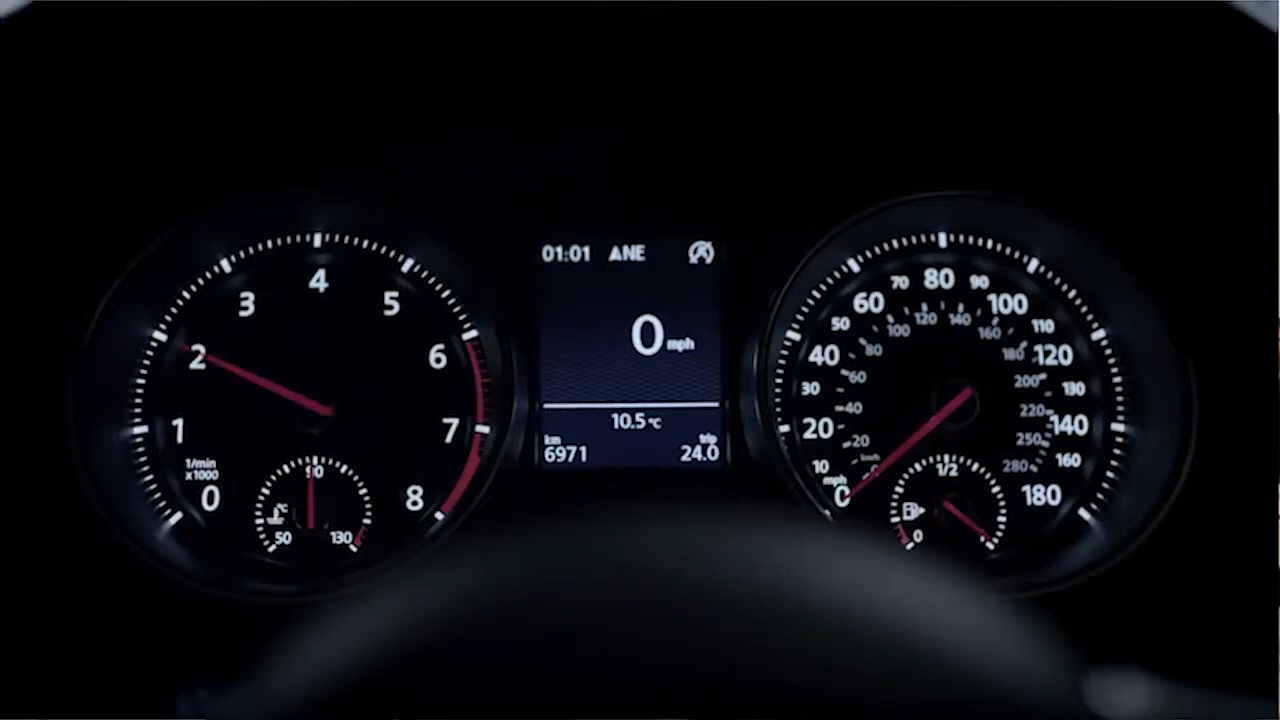 01:01 ▲NE
0 mph
10.5 °C
km trip
6971 24.0
0 1 2 3 4 5 6 7 8
1/min
x1000
90
°C
50 130
0 10 20 30 40 50 60 70 80 90 100 110 120 130 140 160 180
mph
20 40 60 80 100 120 140 160 180 200 220 250 280
km/h
1/2
0